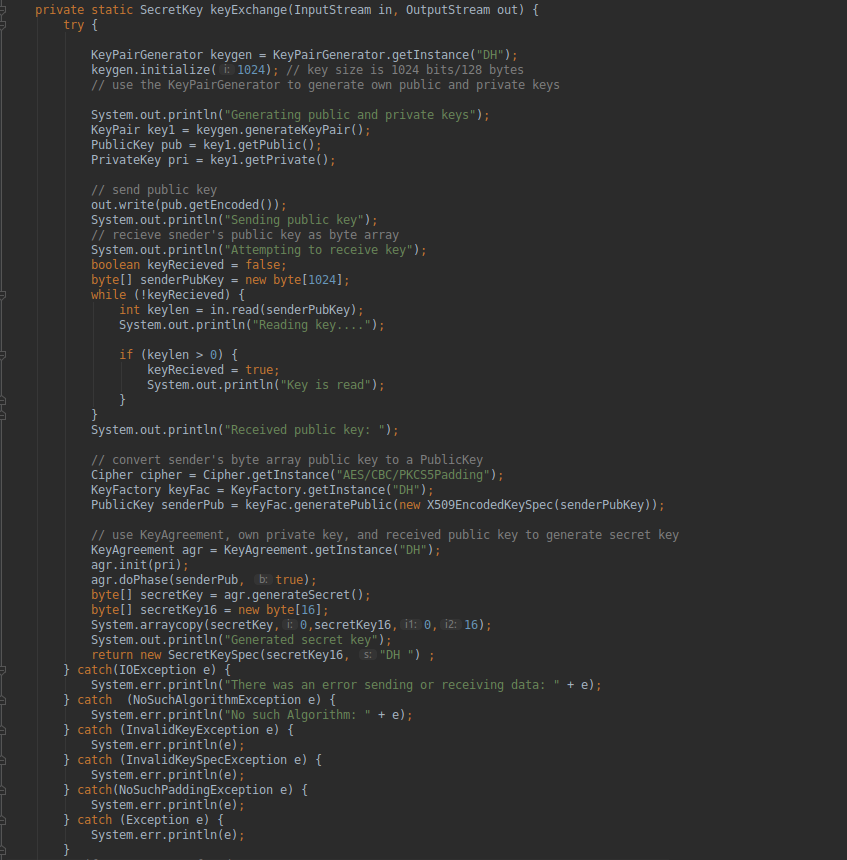 private static SecretKey keyExchange(InputStream in, OutputStream out) {
try {
KeyPairGenerator keygen = KeyPairGenerator.getInstance("DH");
keygen.initialize( i: 1024); // key size is 1024 bits/128 bytes
// use the KeyPairGenerator to generate own public and private keys
System.out.println("Generating public and private keys");
KeyPair key1 = keygen.generateKeyPair();
PublicKey pub = key1.getPublic();
PrivateKey pri = key1.getPrivate();
// send public key
out.write(pub.getEncoded());
System.out.println("Sending public key");
// recieve sneder's public key as byte array
System.out.println("Attempting to receive key");
boolean keyRecieved = false;
byte[] senderPubKey = new byte[1024];
while (!keyRecieved) {
int keylen = in.read(senderPubKey);
System.out.println("Reading key....");
if (keylen > 0) {
keyRecieved = true;
System.out.println("Key is read");
}
}
System.out.println("Received public key: ");
// convert sender's byte array public key to a PublicKey
Cipher cipher = Cipher.getInstance("AES/CBC/PKCS5Padding");
KeyFactory keyFac = KeyFactory.getInstance("DH");
PublicKey senderPub = keyFac.generatePublic(new X509EncodedKeySpec(senderPubKey));
// use KeyAgreement, own private key, and received public key to generate secret key
KeyAgreement agr = KeyAgreement.getInstance("DH");
agr.init(pri);
agr.doPhase(senderPub, b: true);
byte[] secretKey = agr.generateSecret();
byte[] secretKey16 = new byte[16];
System.arraycopy(secretKey, i: 0,secretKey16, i1: 0, i2: 16);
System.out.println("Generated secret key");
return new SecretKeySpec(secretKey16, s: "DH ") ;
} catch(IOException e) {
System.err.println("There was an error sending or receiving data: " + e);
} catch (NoSuchAlgorithmException e) {
System.err.println("No such Algorithm: " + e);
} catch (InvalidKeyException e) {
System.err.println(e);
} catch (InvalidKeySpecException e) {
System.err.println(e);
} catch(NoSuchPaddingException e) {
System.err.println(e);
} catch (Exception e) {
System.err.println(e);
}